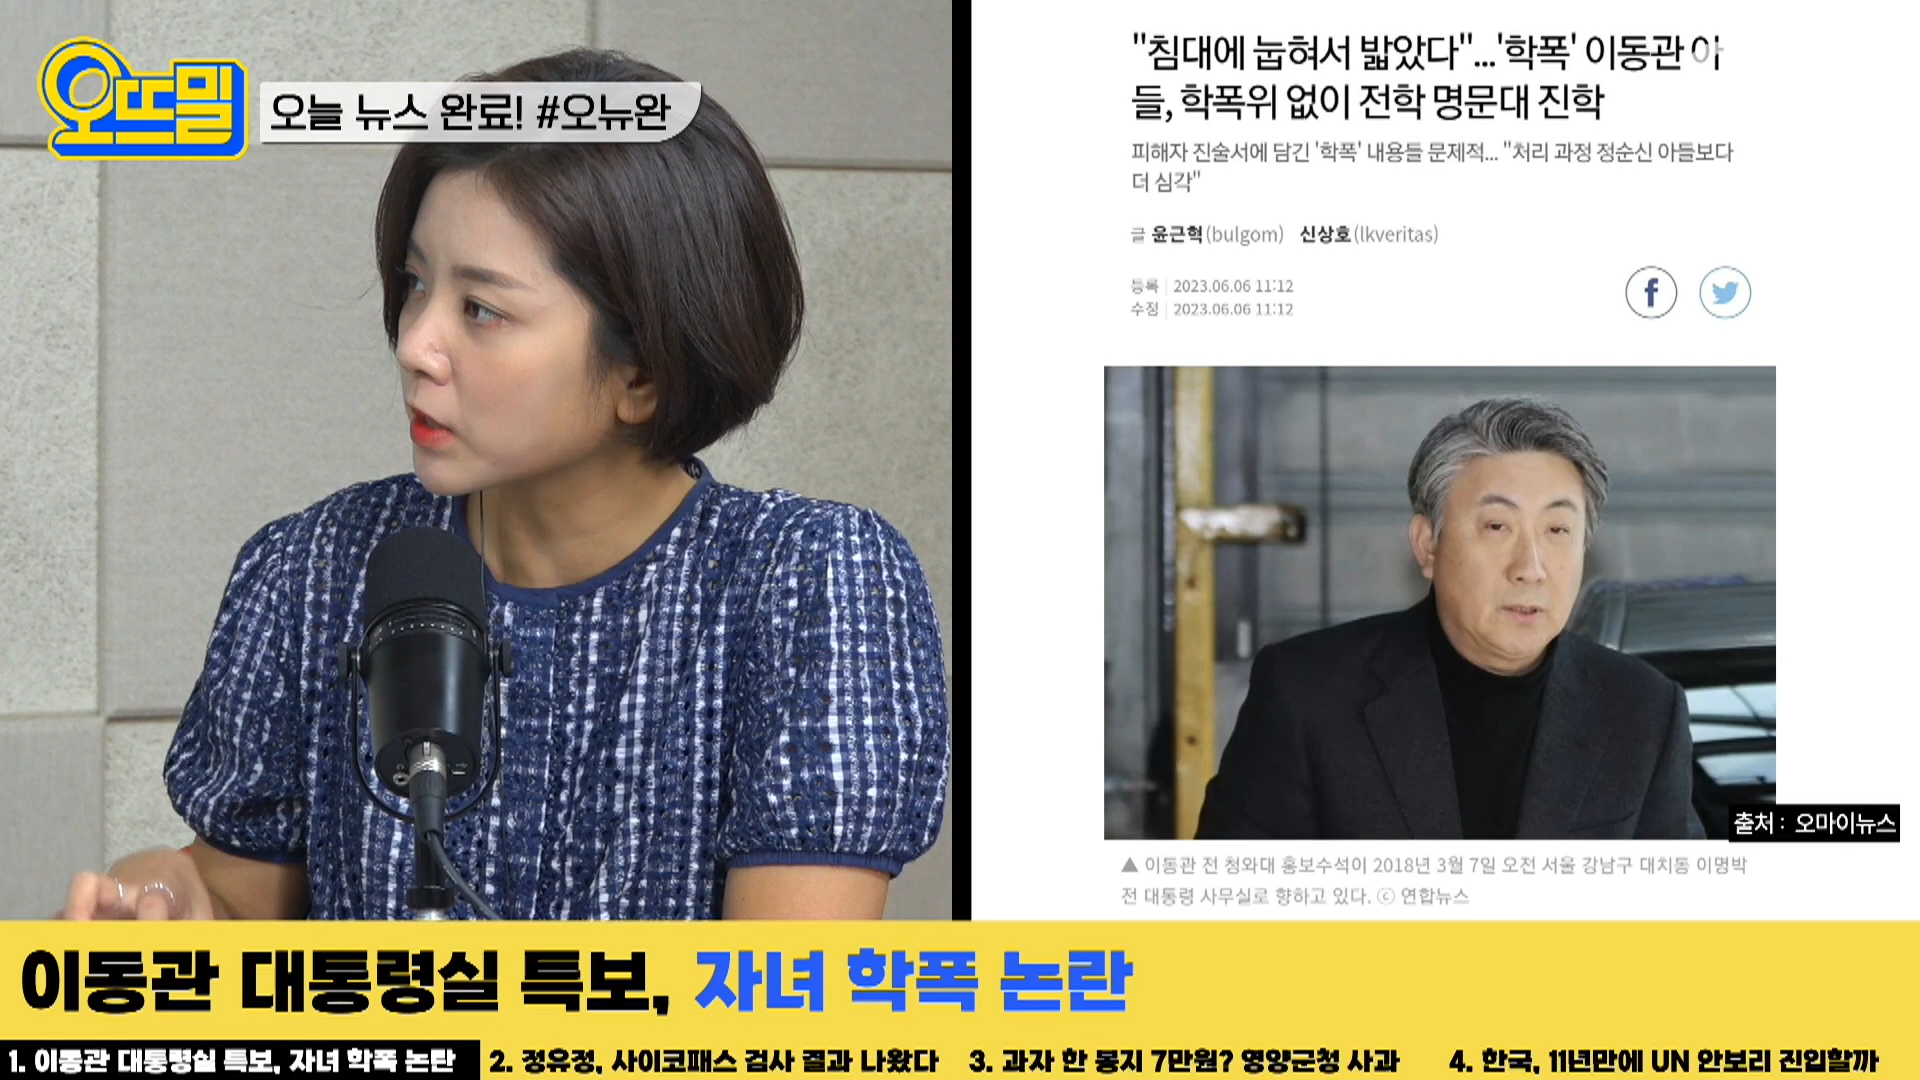 오뜨밀
오늘 뉴스 완료! #오뉴완
"침대에 눕혀서 밟았다"...'학폭' 이동관 아
들, 학폭위 없이 전학 명문대 진학
피해자 진술서에 담긴 '학폭' 내용들 문제적... "처리 과정 정순신 아들보다
더 심각"
글 윤근혁(bulgom) 신상호(lkveritas)
등록 2023.06.06 11:12
수정 2023.06.06 11:12
출처 : 오마이뉴스
▲ 이동관 전 청와대 홍보수석이 2018년 3월 7일 오전 서울 강남구 대치동 이명박
전 대통령 사무실로 향하고 있다. ⓒ 연합뉴스
이동관 대통령실 특보, 자녀 학폭 논란
1. 이동관 대통령실 특보, 자녀 학폭 논란 2. 정유정, 사이코패스 검사 결과 나왔다 3. 과자 한 봉지 7만원? 영양군청 사과 4. 한국, 11년만에 UN 안보리 진입할까